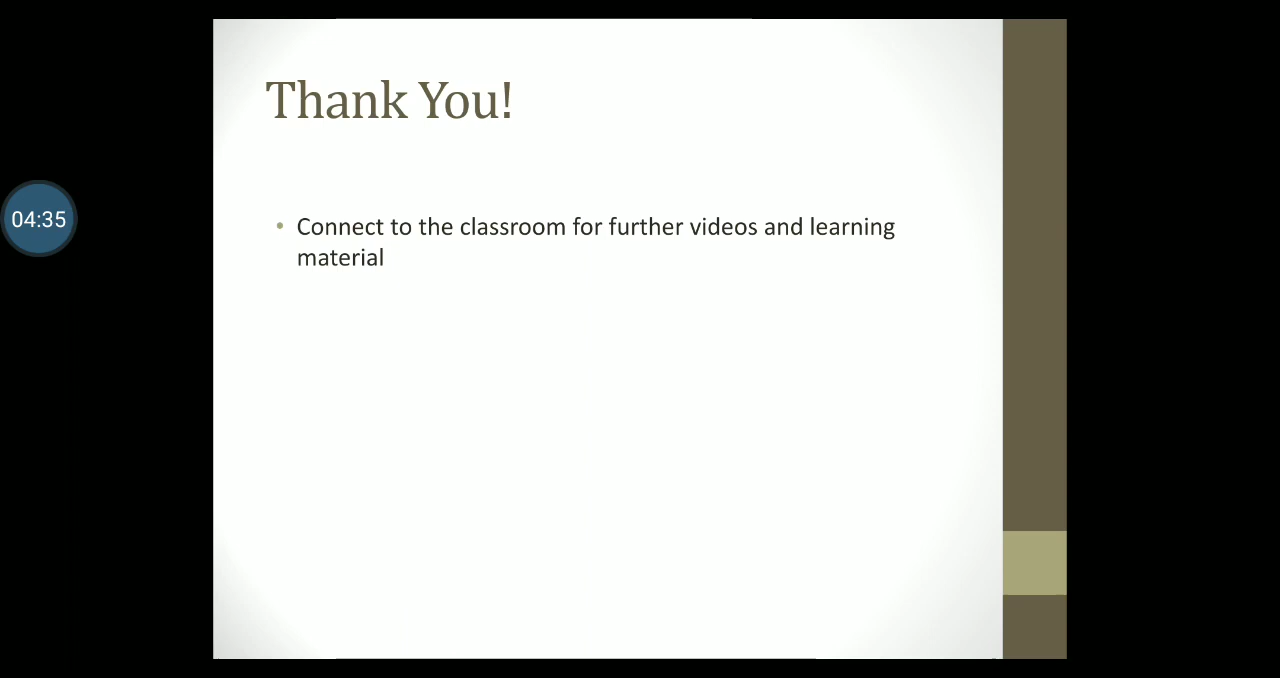 Thank You!
04:35
• Connect to the classroom for further videos and learning
material